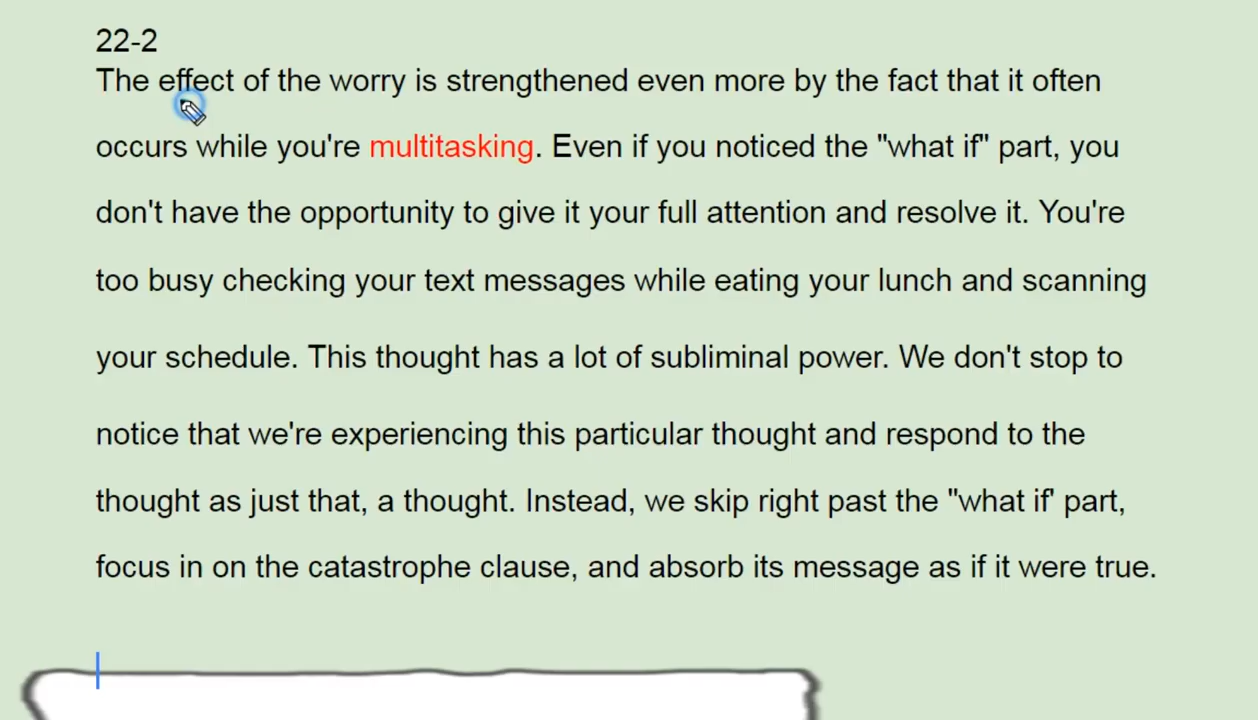 22-2
The effect of the worry is strengthened even more by the fact that it often
occurs while you're multitasking. Even if you noticed the "what if" part, you
don't have the opportunity to give it your full attention and resolve it. You're
too busy checking your text messages while eating your lunch and scanning
your schedule. This thought has a lot of subliminal power. We don't stop to
notice that we're experiencing this particular thought and respond to the
thought as just that, a thought. Instead, we skip right past the "what if' part,
focus in on the catastrophe clause, and absorb its message as if it were true.